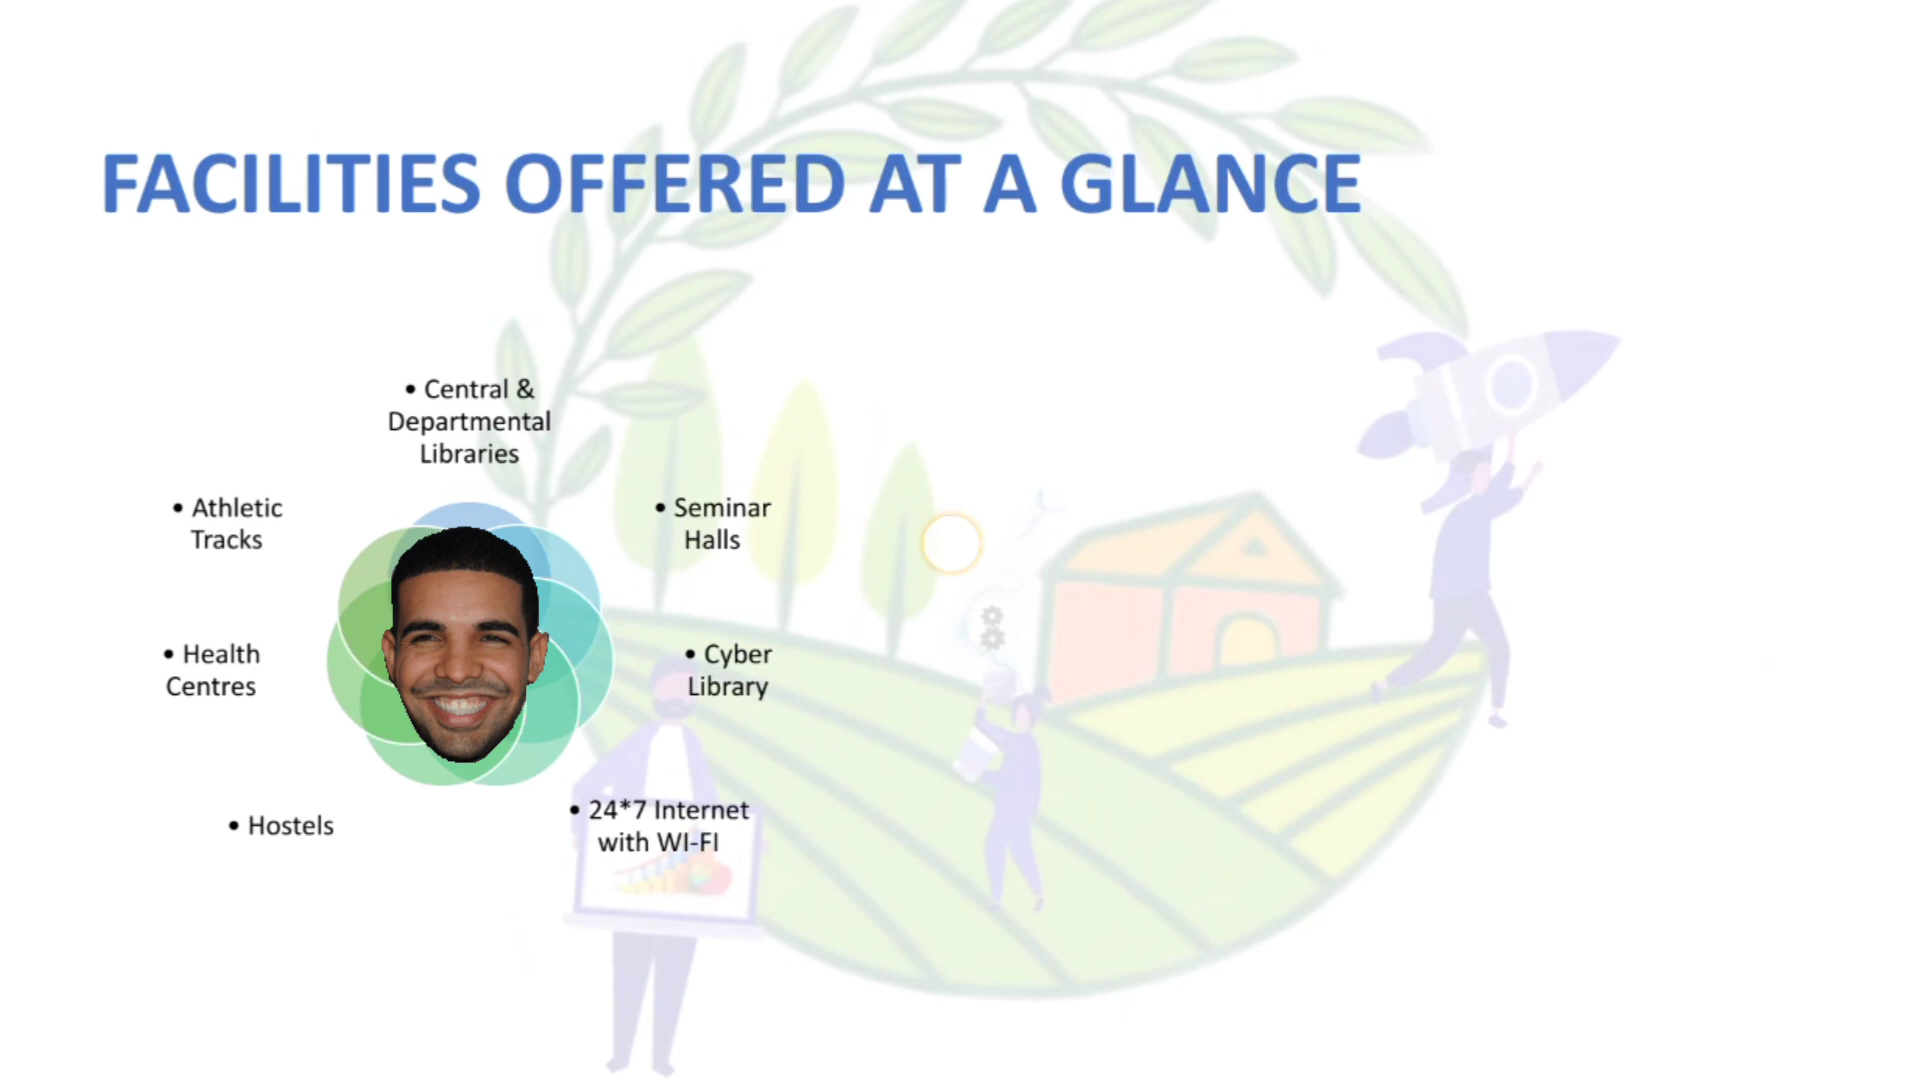 FACILITIES OFFERED AT A GLANCE
• Central &
Departmental
Libraries
• Seminar
Halls
• Cyber
Library
• 24*7 Internet
with WI-FI
• Hostels
• Health
Centres
• Athletic
Tracks